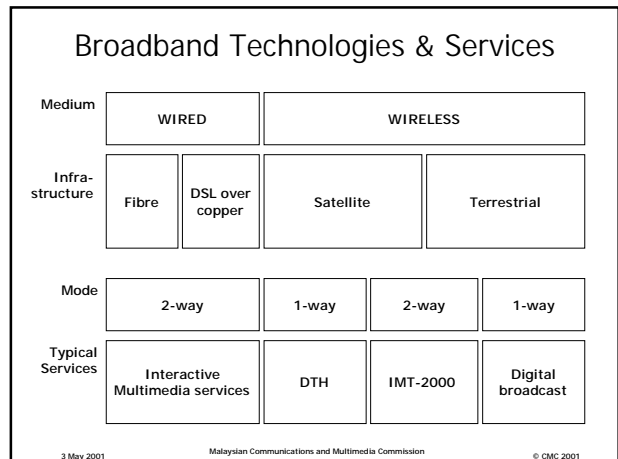 Broadband Technologies & Services
Medium
WIRED
WIRELESS
Infra-
structure
Fibre
DSL over
copper
Satellite
Terrestrial
Mode
2-way
1-way
2-way
1-way
Typical
Services
Interactive
Multimedia services
DTH
IMT-2000
Digital
broadcast
3 May 2001
Malaysian Communications and Multimedia Commission
© CMC 2001